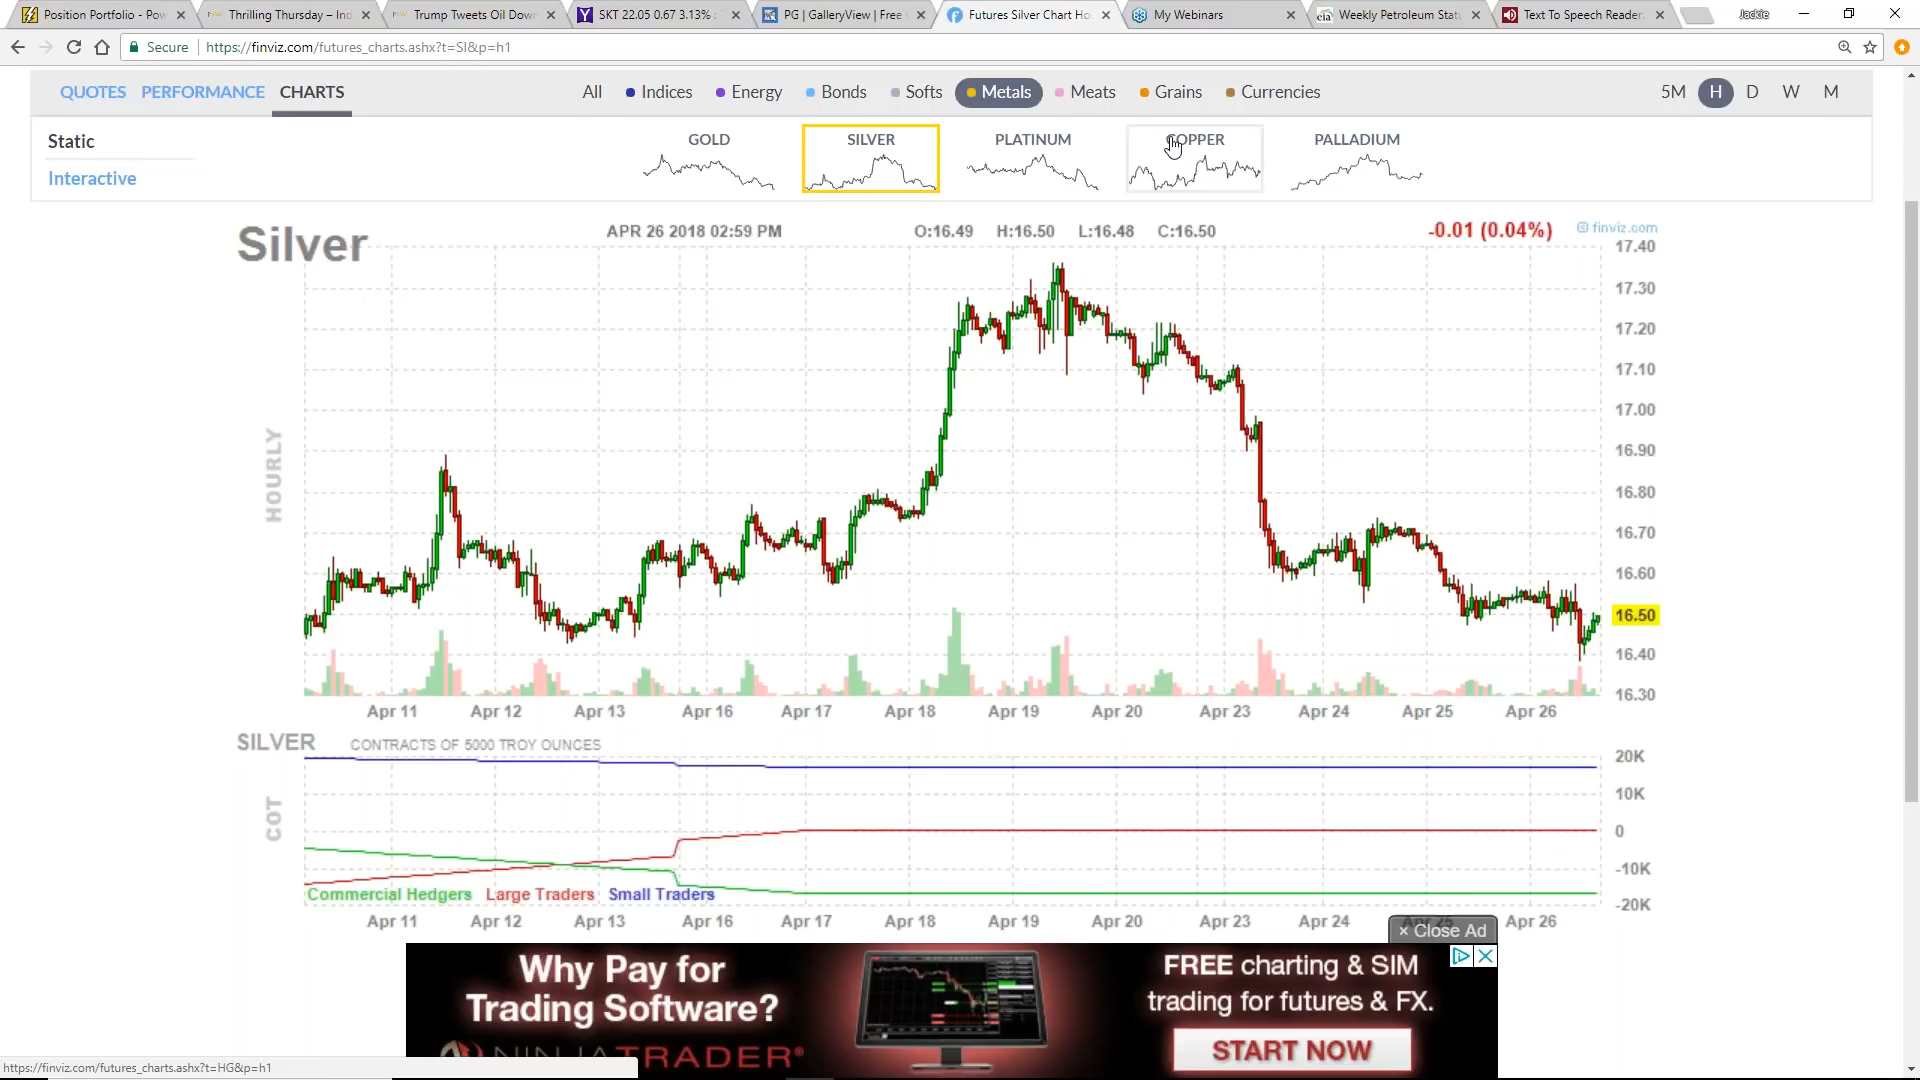 Position Portfolio - Pow
Thrilling Thursday – Ind
Trump Tweets Oil Down
SKT 22.05 0.67 3.13% :
PG | GalleryView | Free
Futures Silver Chart Ho
My Webinars
Weekly Petroleum Stat
Text To Speech Reader
Jackie
Secure
https://finviz.com/futures_charts.ashx?t=SI&p=h1
QUOTES PERFORMANCE CHARTS
All Indices Energy Bonds Softs Metals Meats Grains Currencies
5M H D W M
Static
Interactive
GOLD SILVER PLATINUM COPPER PALLADIUM
Silver
APR 26 2018 02:59 PM O:16.49 H:16.50 L:16.48 C:16.50 -0.01 (0.04%) finviz.com
17.40
17.30
17.20
17.10
17.00
16.90
16.80
16.70
16.60
16.50
16.40
16.30
HOURLY
Apr 11 Apr 12 Apr 13 Apr 16 Apr 17 Apr 18 Apr 19 Apr 20 Apr 23 Apr 24 Apr 25 Apr 26
SILVER CONTRACTS OF 5000 TROY OUNCES
20K
10K
0
-10K
-20K
COT
Commercial Hedgers Large Traders Small Traders
Apr 11 Apr 12 Apr 13 Apr 16 Apr 17 Apr 18 Apr 19 Apr 20 Apr 23 Apr 24 Apr 25 Apr 26
× Close Ad
Why Pay for
Trading Software?
NINJATRADER®
FREE charting & SIM
trading for futures & FX.
START NOW
https://finviz.com/futures_charts.ashx?t=HG&p=h1